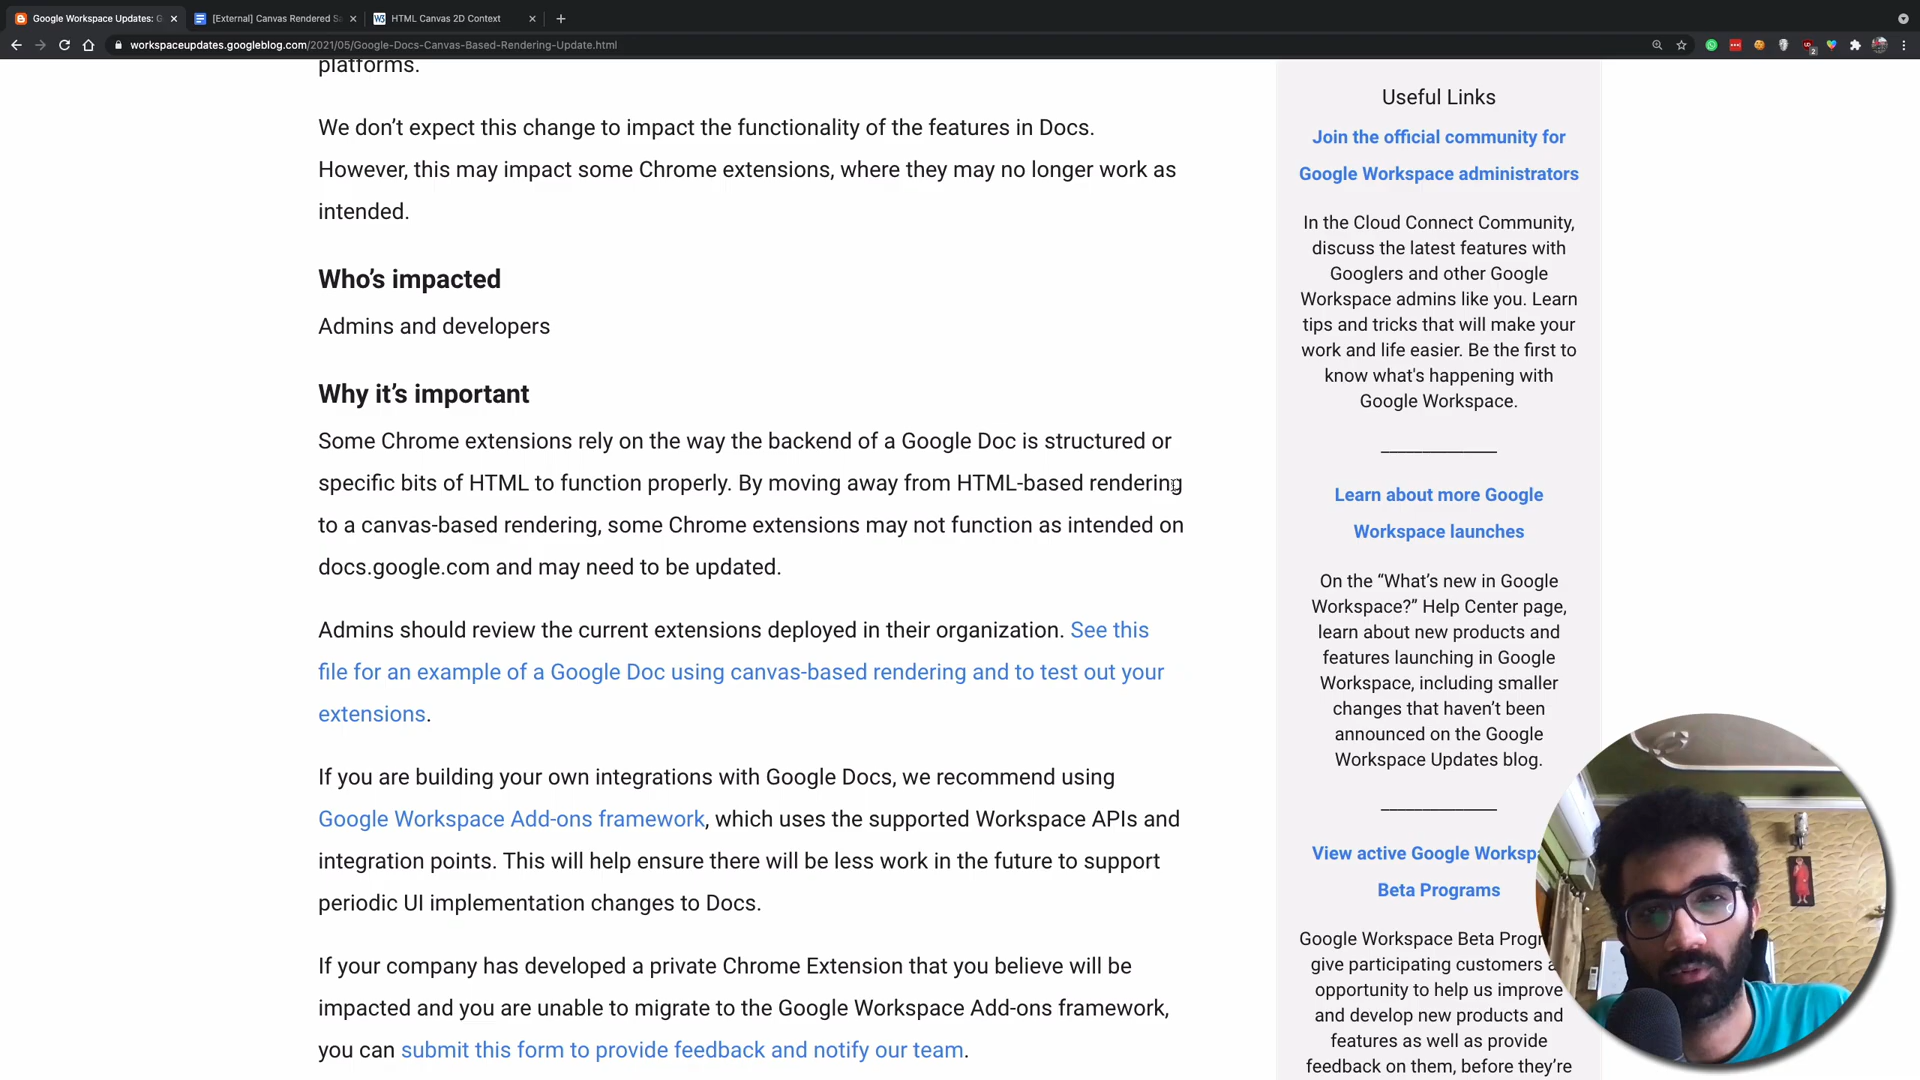 Google Workspace Updates: G
[External] Canvas Rendered Sa
HTML Canvas 2D Context
workspaceupdates.googleblog.com/2021/05/Google-Docs-Canvas-Based-Rendering-Update.html
platforms.
We don’t expect this change to impact the functionality of the features in Docs.
However, this may impact some Chrome extensions, where they may no longer work as
intended.
Who’s impacted
Admins and developers
Why it’s important
Some Chrome extensions rely on the way the backend of a Google Doc is structured or
specific bits of HTML to function properly. By moving away from HTML-based rendering
to a canvas-based rendering, some Chrome extensions may not function as intended on
docs.google.com and may need to be updated.
Admins should review the current extensions deployed in their organization. See this
file for an example of a Google Doc using canvas-based rendering and to test out your
extensions.
If you are building your own integrations with Google Docs, we recommend using
Google Workspace Add-ons framework, which uses the supported Workspace APIs and
integration points. This will help ensure there will be less work in the future to support
periodic UI implementation changes to Docs.
If your company has developed a private Chrome Extension that you believe will be
impacted and you are unable to migrate to the Google Workspace Add-ons framework,
you can submit this form to provide feedback and notify our team.
Useful Links
Join the official community for
Google Workspace administrators
In the Cloud Connect Community,
discuss the latest features with
Googlers and other Google
Workspace admins like you. Learn
tips and tricks that will make your
work and life easier. Be the first to
know what's happening with
Google Workspace.
Learn about more Google
Workspace launches
On the “What’s new in Google
Workspace?” Help Center page,
learn about new products and
features launching in Google
Workspace, including smaller
changes that haven’t been
announced on the Google
Workspace Updates blog.
View active Google Worksp
Beta Programs
Google Workspace Beta Progr
give participating customers a
opportunity to help us improve
and develop new products and
features as well as provide
feedback on them, before they’re